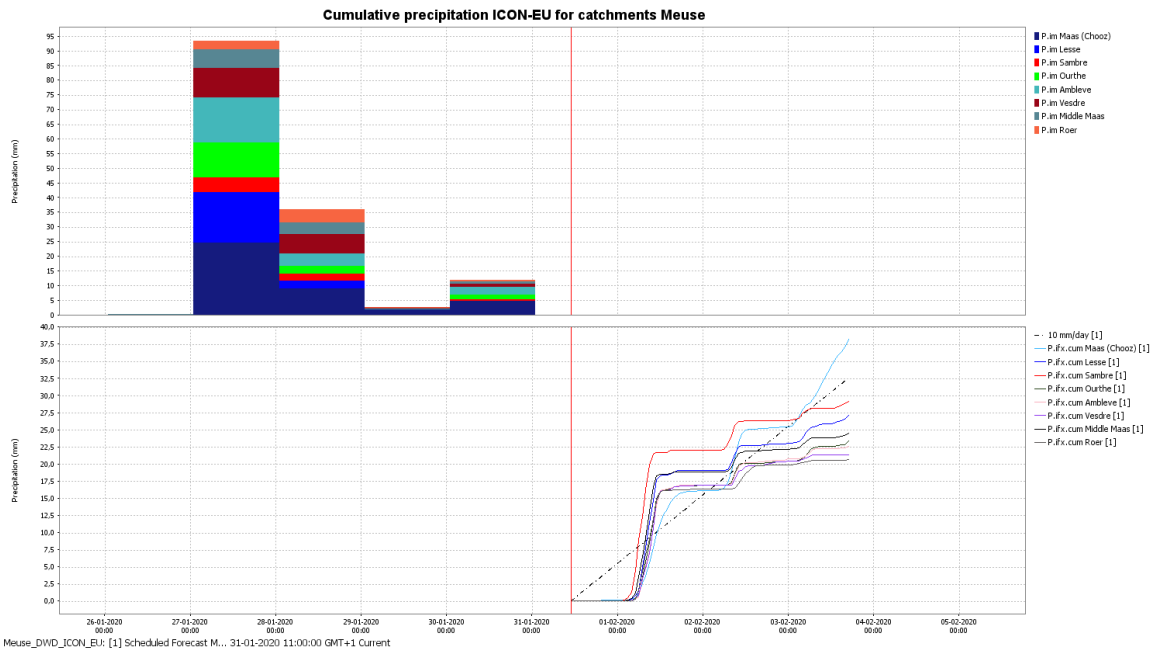 Cumulative precipitation ICON-EU for catchments Meuse
Precipitation (mm)
95
90
85
80
75
70
65
60
55
50
45
40
35
30
25
20
15
10
5
0
P.im Maas (Chooz)
P.im Lesse
P.im Sambre
P.im Ourthe
P.im Ambleve
P.im Vesdre
P.im Middle Maas
P.im Roer
Precipitation (mm)
40,0
37,5
35,0
32,5
30,0
27,5
25,0
22,5
20,0
17,5
15,0
12,5
10,0
7,5
5,0
2,5
0,0
10 mm/day [1]
P.ifx.cum Maas (Chooz) [1]
P.ifx.cum Lesse [1]
P.ifx.cum Sambre [1]
P.ifx.cum Ourthe [1]
P.ifx.cum Ambleve [1]
P.ifx.cum Vesdre [1]
P.ifx.cum Middle Maas [1]
P.ifx.cum Roer [1]
26-01-2020 27-01-2020 28-01-2020 29-01-2020 30-01-2020 31-01-2020 01-02-2020 02-02-2020 03-02-2020 04-02-2020 05-02-2020
00:00 00:00 00:00 00:00 00:00 00:00 00:00 00:00 00:00 00:00 00:00
Meuse_DWD_ICON_EU: [1] Scheduled Forecast M... 31-01-2020 11:00:00 GMT+1 Current